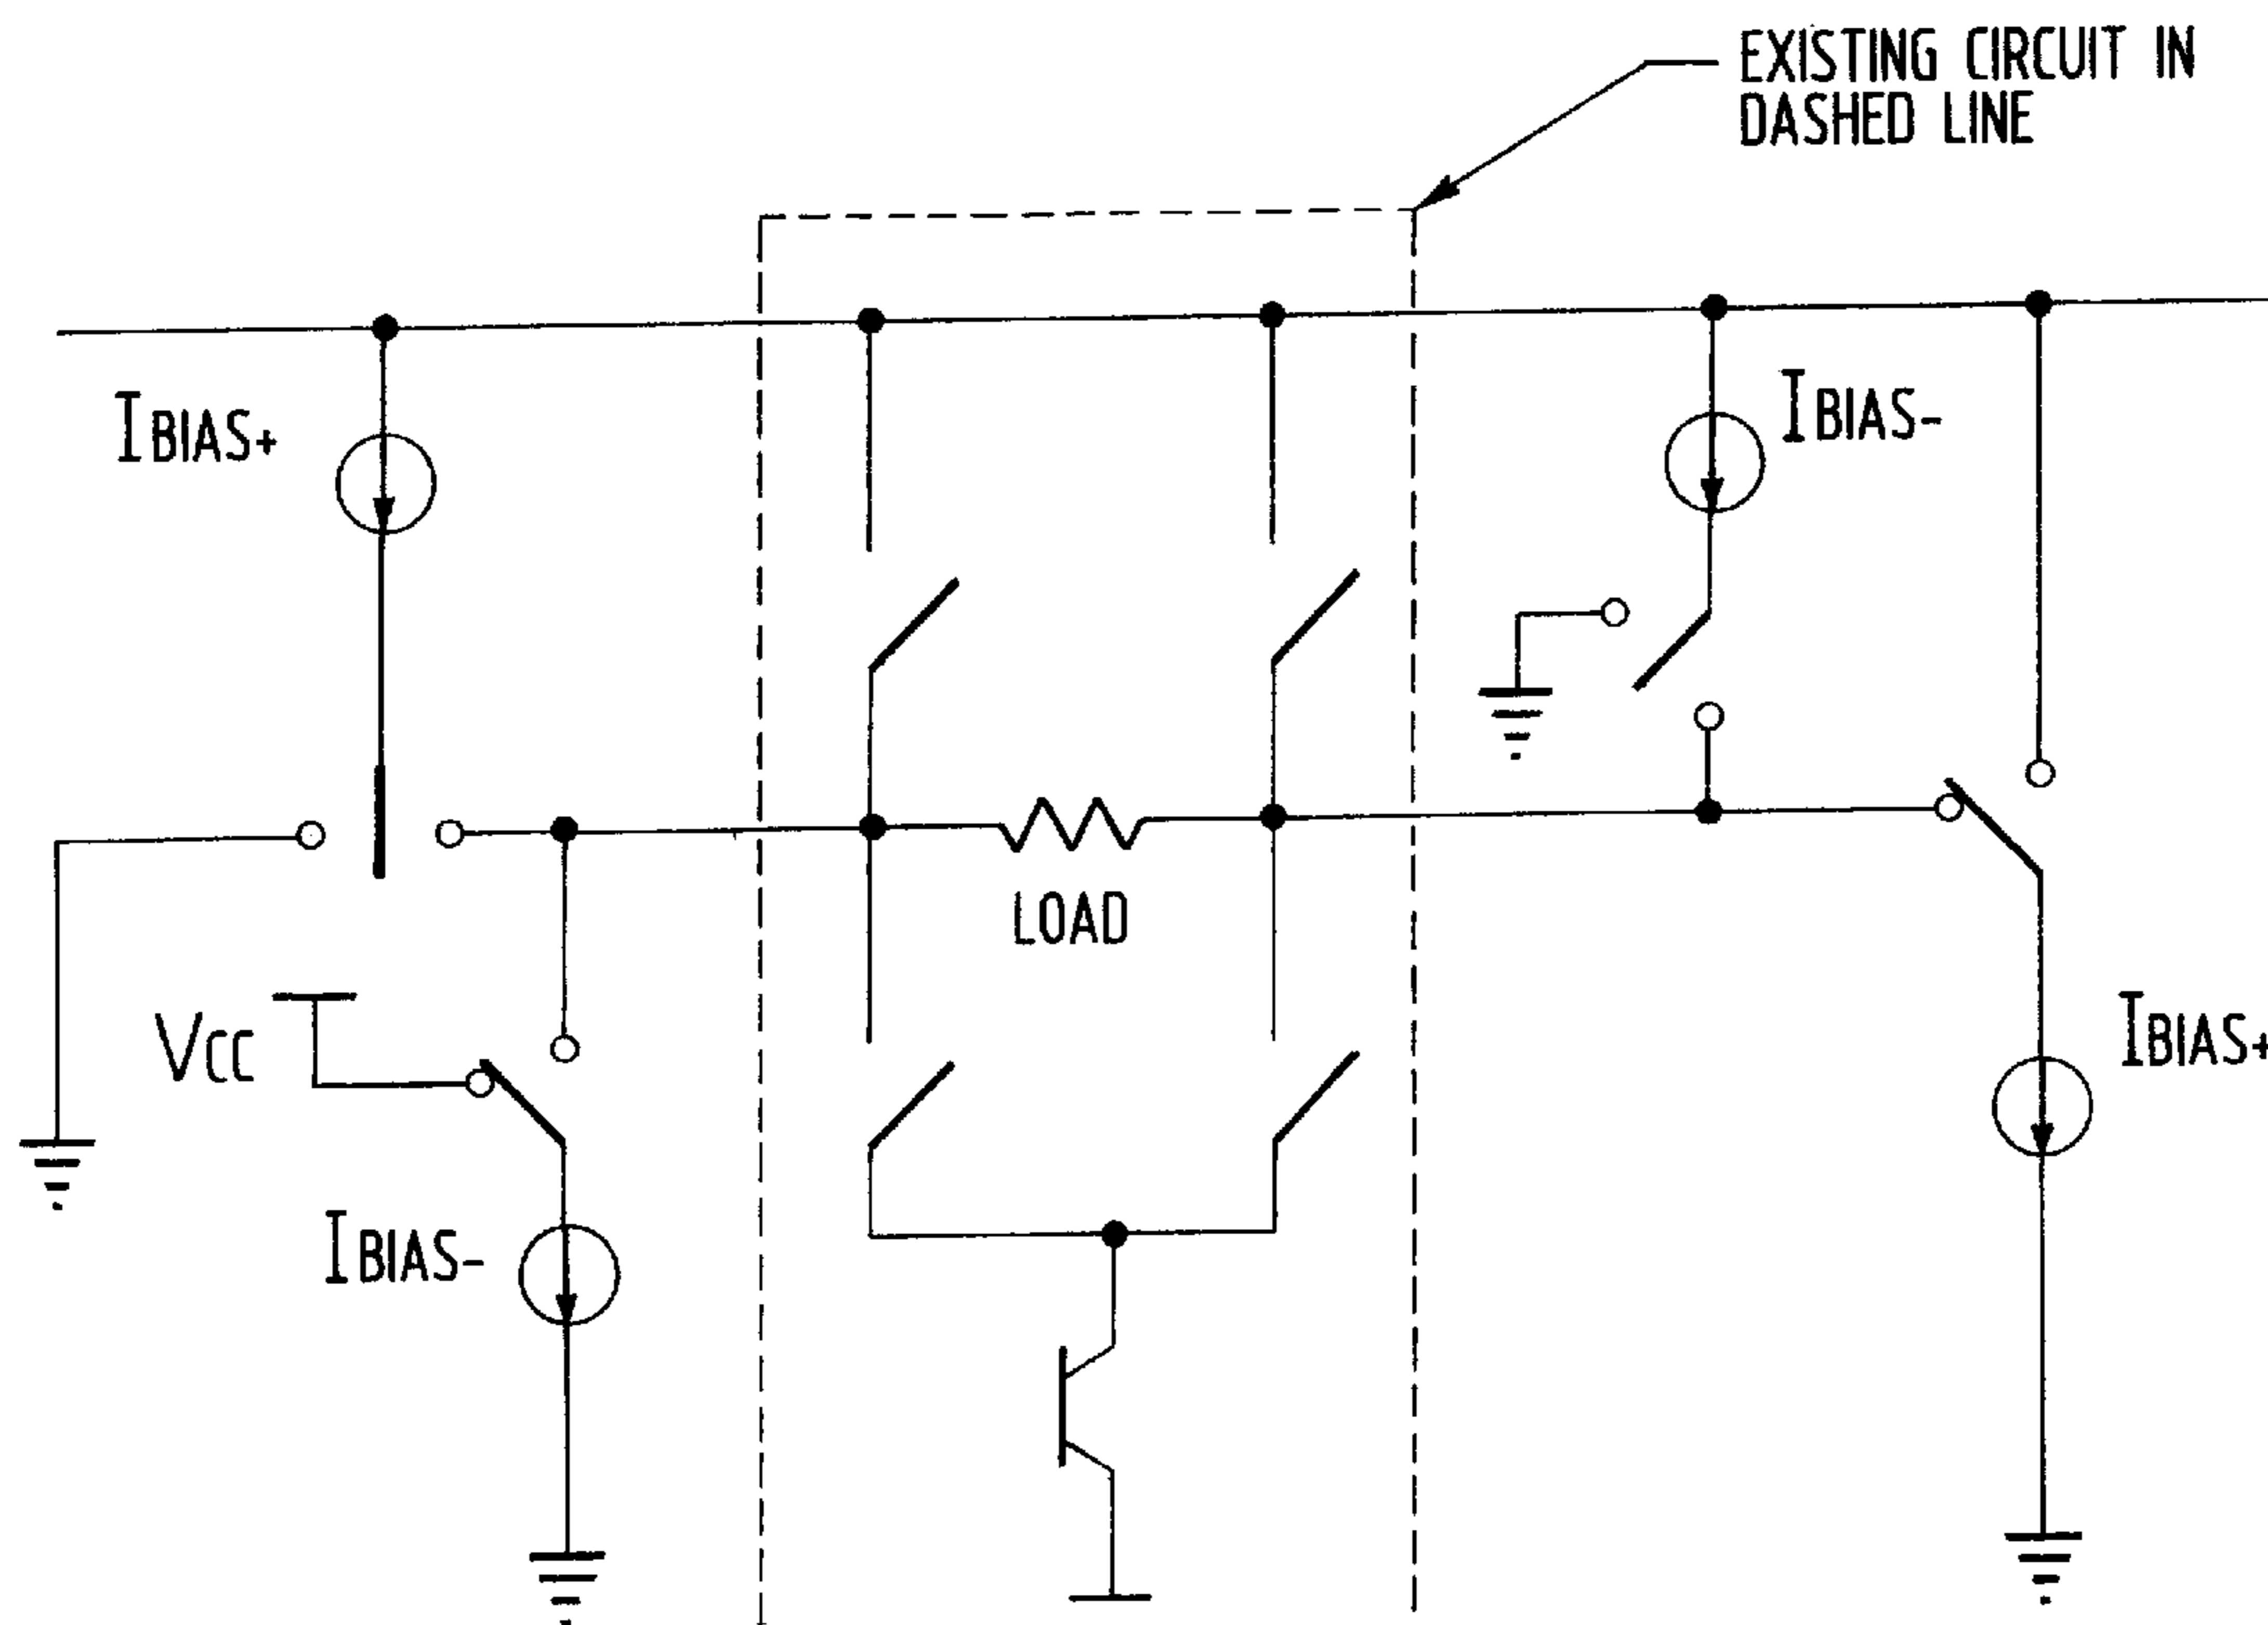 EXISTING CIRCUIT IN
DASHED LINE
IBIAS+
IBIAS-
LOAD
VCC
IBIAS+
IBIAS-